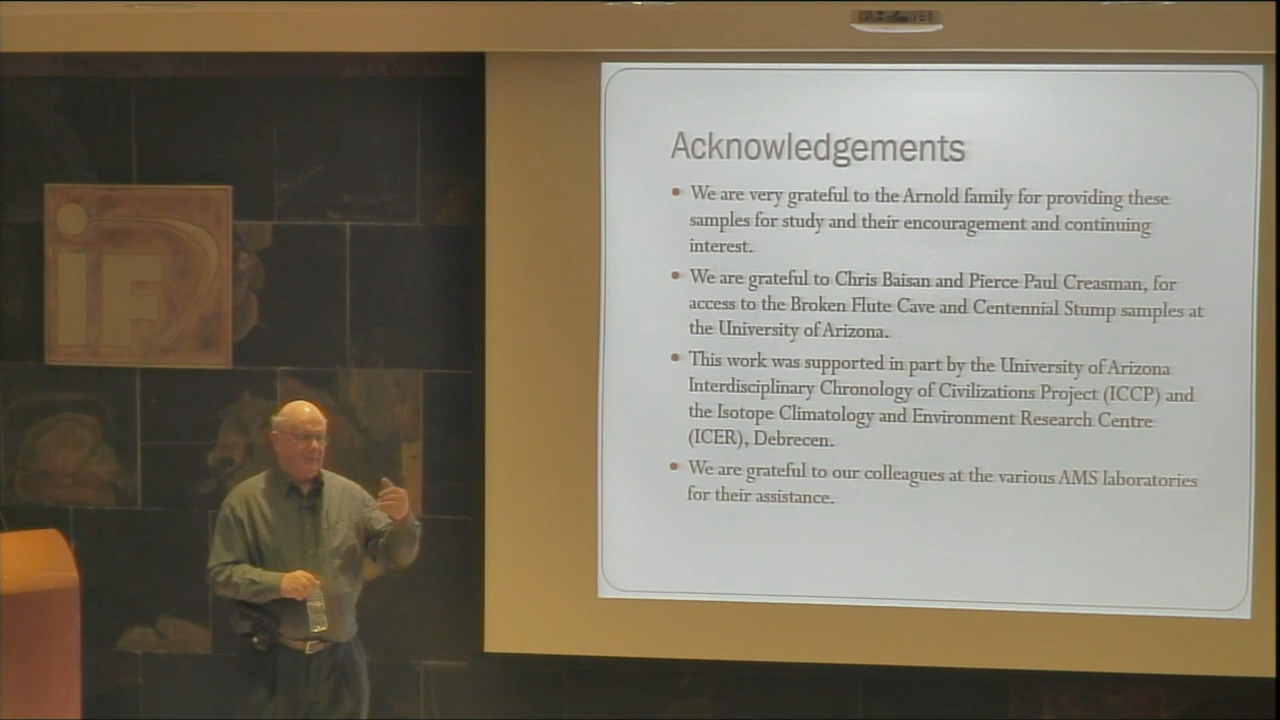 iF
Acknowledgements
We are very grateful to the Arnold family for providing these
samples for study and their encouragement and continuing
interest.
We are grateful to Chris Baisan and Pierce Paul Creasman, for
access to the Broken Flute Cave and Centennial Stump samples at
the University of Arizona.
This work was supported in part by the University of Arizona
Interdisciplinary Chronology of Civilizations Project (ICCP) and
the Isotope Climatology and Environment Research Centre
(ICER), Debrecen.
We are grateful to our colleagues at the various AMS laboratories
for their assistance.